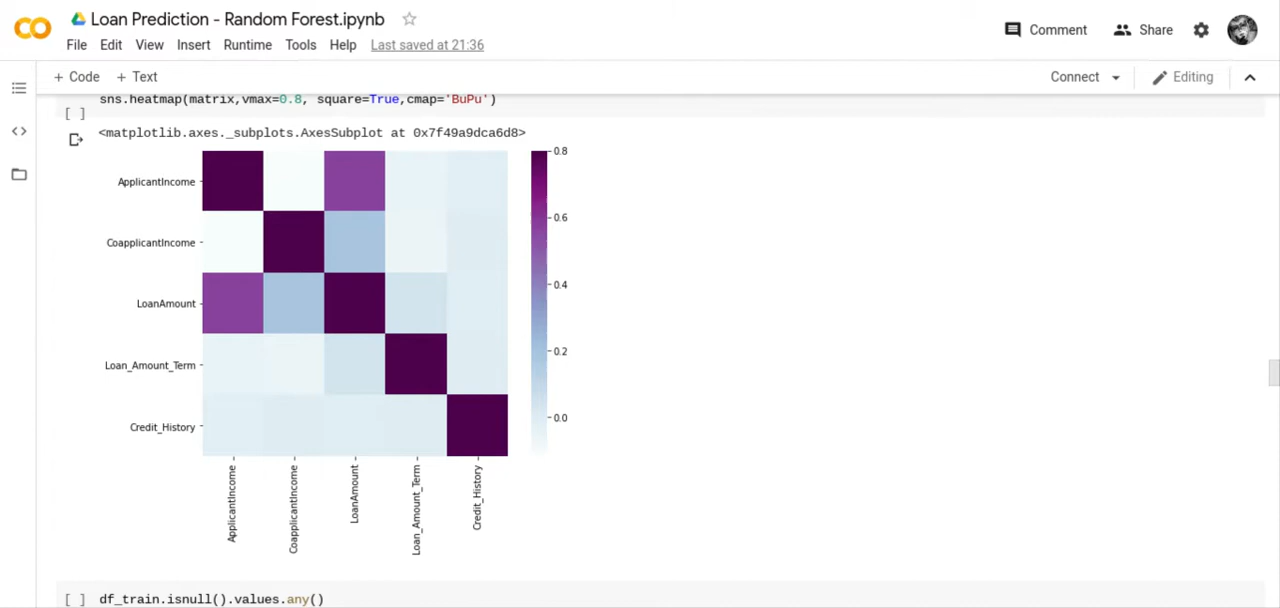 Loan Prediction - Random Forest.ipynb
Comment
Share
File Edit View Insert Runtime Tools Help Last saved at 21:36
+ Code + Text
Connect
Editing
[ ]
sns.heatmap(matrix,vmax=0.8, square=True,cmap='BuPu')
<matplotlib.axes._subplots.AxesSubplot at 0x7f49a9dca6d8>
ApplicantIncome
CoapplicantIncome
LoanAmount
Loan_Amount_Term
Credit_History
0.8
0.6
0.4
0.2
0.0
ApplicantIncome
CoapplicantIncome
LoanAmount
Loan_Amount_Term
Credit_History
[ ] df_train.isnull().values.any()